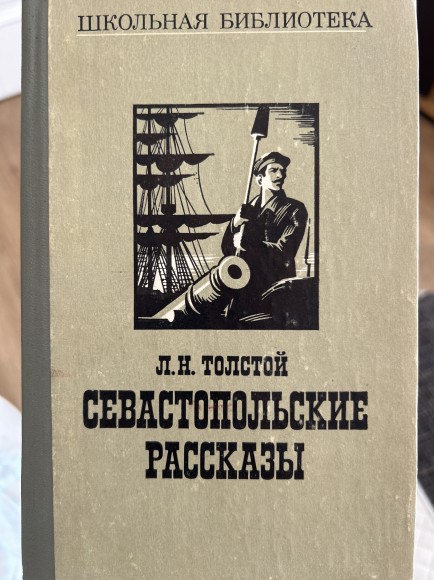 ШКОЛЬНАЯ БИБЛИОТЕКА
Л.Н. ТОЛСТОЙ
СЕВАСТОПОЛЬСКИЕ
РАССКАЗЫ